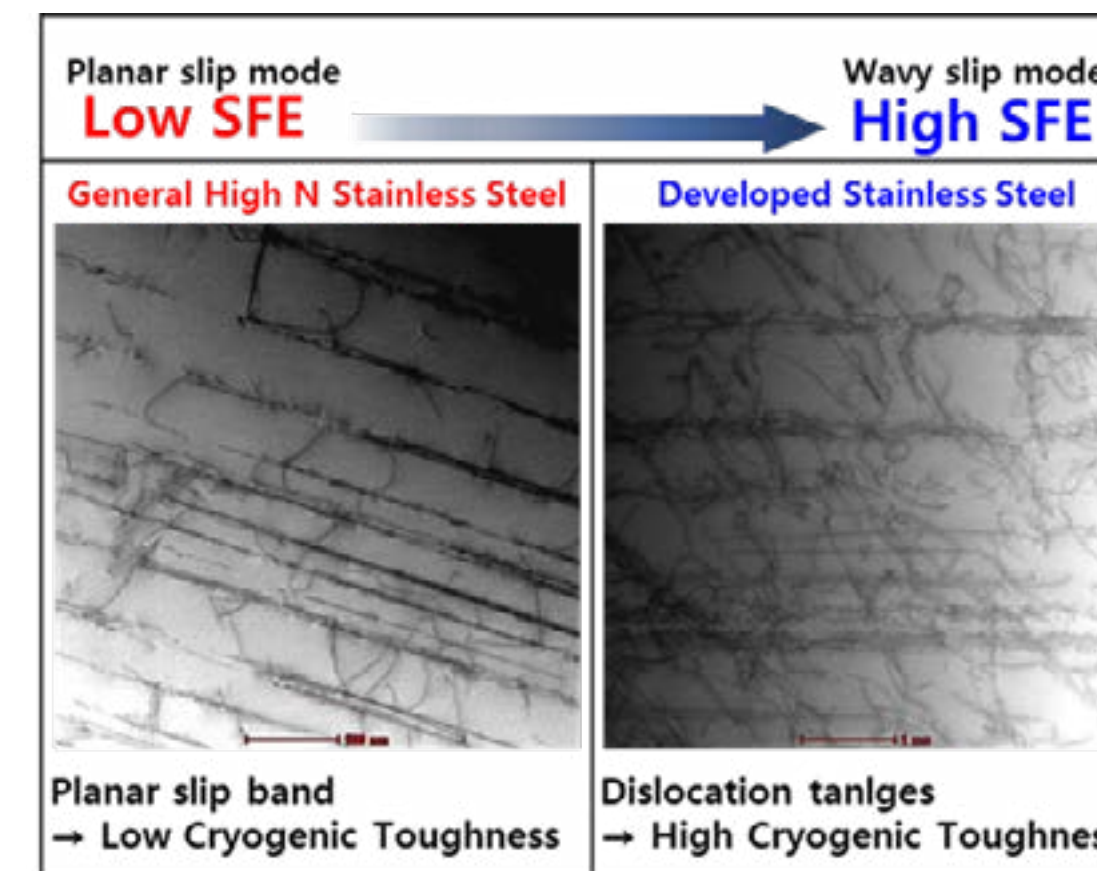 Planar slip mode
Low SFE
Wavy slip mode
High SFE
General High N Stainless Steel
Developed Stainless Steel
Planar slip band
→ Low Cryogenic Toughness
Dislocation tanlges
→ High Cryogenic Toughnes